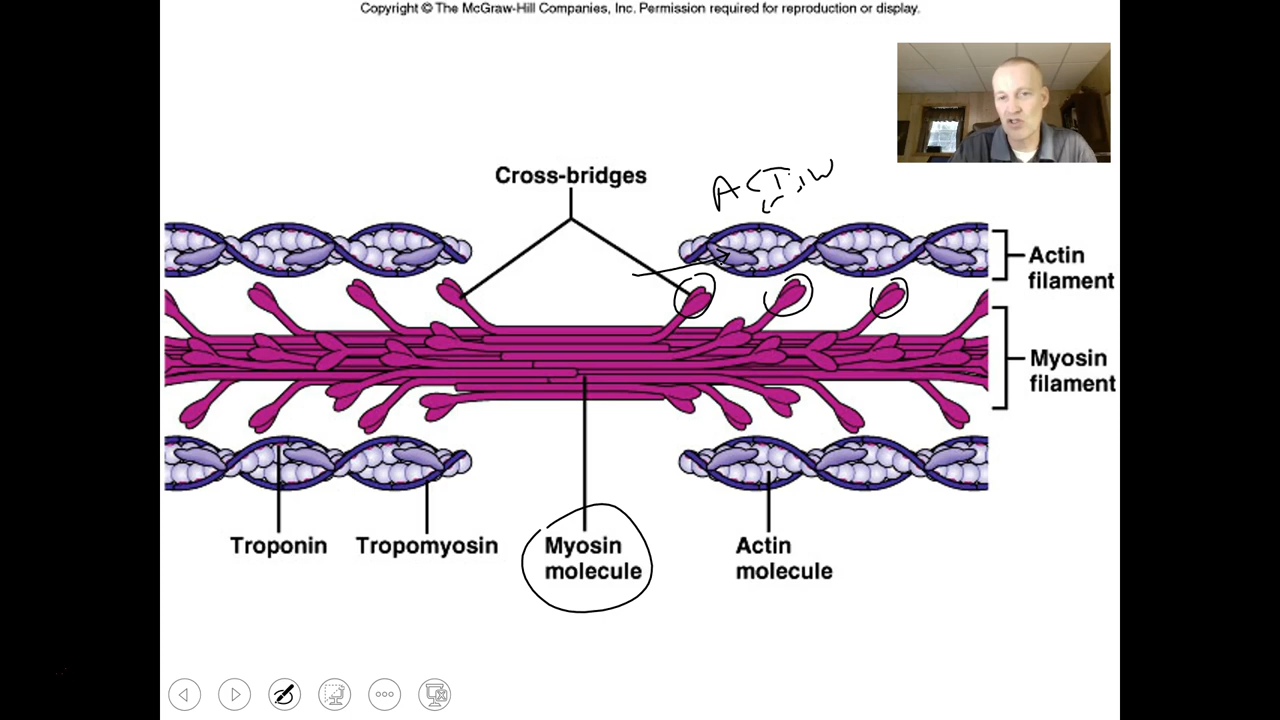 Copyright © The McGraw-Hill Companies, Inc. Permission required for reproduction or display.
Cross-bridges
ACTiN
Actin
filament
Myosin
filament
Troponin
Tropomyosin
Myosin
molecule
Actin
molecule